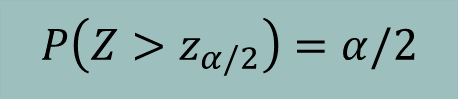 P(Z > z_{α/2}) = α/2